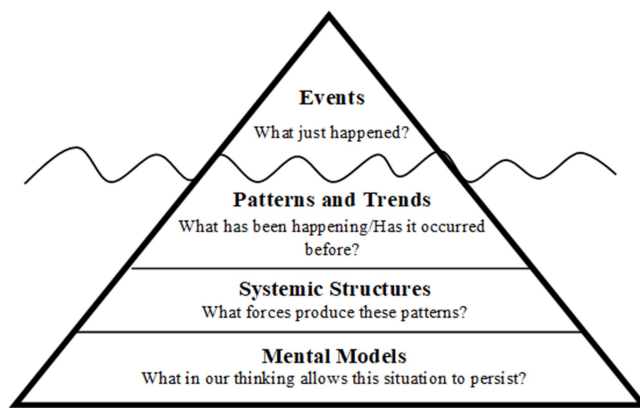 Events
What just happened?
Patterns and Trends
What has been happening/Has it occurred
before?
Systemic Structures
What forces produce these patterns?
Mental Models
What in our thinking allows this situation to persist?